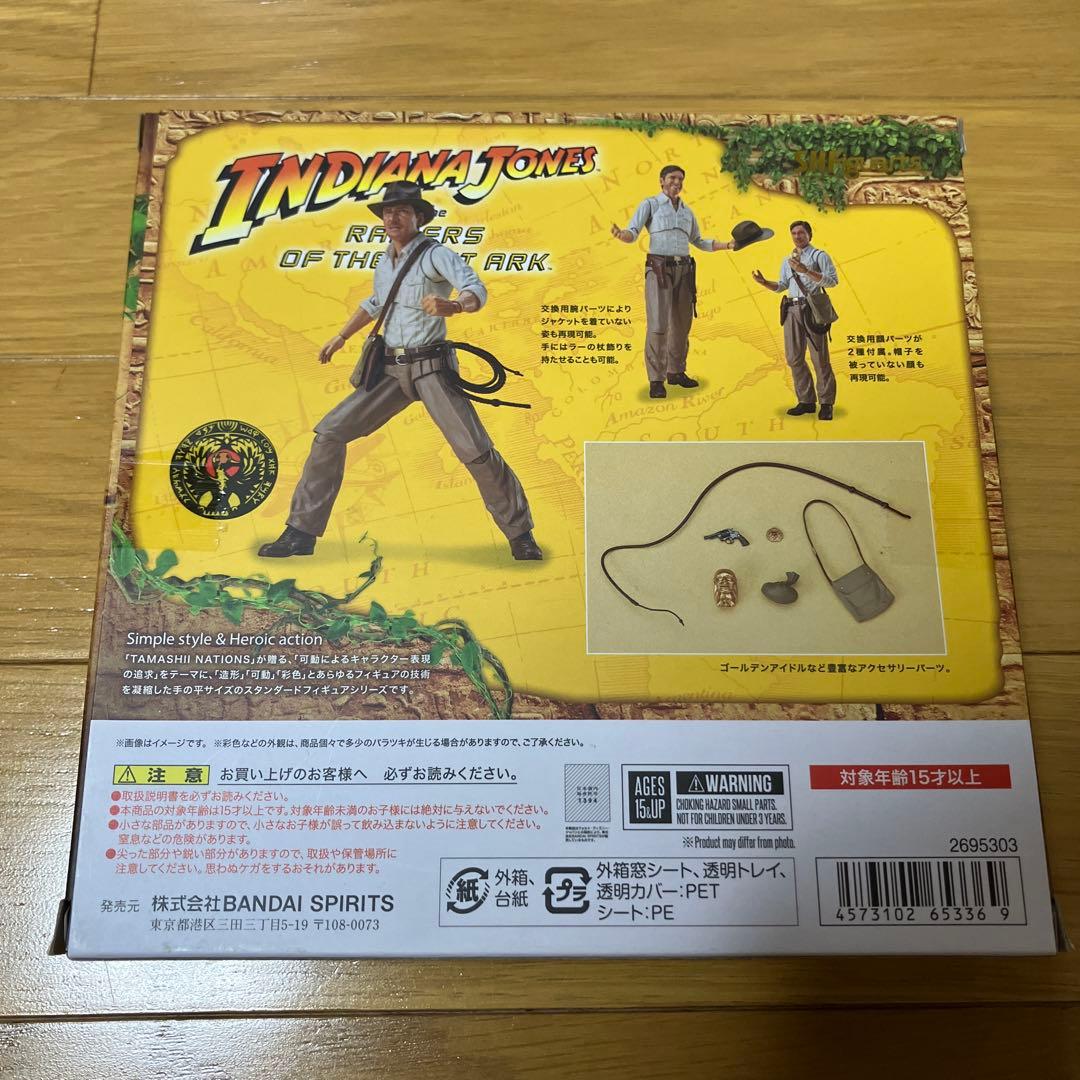 INDIANA JONES
OF THE
ARK
S.H.Figuarts
交換用腕パーツにより
ジャケットを着ていない
姿も再現可能。
手にはラーの杖飾りを
持たせることも可能。
交換用顔パーツが
2種付属。帽子を
被っていない顔も
再現可能。
Amazon River
SOUTH
Simple style & Heroic action
「TAMASHII NATIONS」が贈る、「可動によるキャラクター表現
の追求」をテーマに、「造形」「可動」「彩色」とあらゆるフィギュアの技術
を凝縮した手の平サイズのスタンダードフィギュアシリーズです。
ゴールデンアイドルなど豊富なアクセサリーパーツ。
※画像はイメージです。 ※彩色などの外観は、商品個々で多少のバラツキが生じる場合がありますので、ご了承ください。
注意 お買い上げのお客様へ 必ずお読みください。
●取扱説明書を必ずお読みください。
●本商品の対象年齢は15才以上です。対象年齢未満のお子様には絶対に与えないでください。
●小さな部品がありますので、小さなお子様が誤って飲み込まないように注意してください。
窒息などの危険があります。
●尖った部分や鋭い部分がありますので、取扱や保管場所に
注意してください。思わぬケガをするおそれがあります。
発売元 株式会社BANDAI SPIRITS
東京都港区三田三丁目5-19 〒108-0073
1394
AGES
15&UP
WARNING
CHOKING HAZARD SMALL PARTS.
NOT FOR CHILDREN UNDER 3 YEARS.
※Product may differ from photo.
対象年齢15才以上
2695303
紙
外箱、
台紙
プラ
外箱窓シート、透明トレイ、
透明カバー:PET
シート:PE
4573102 65336 9